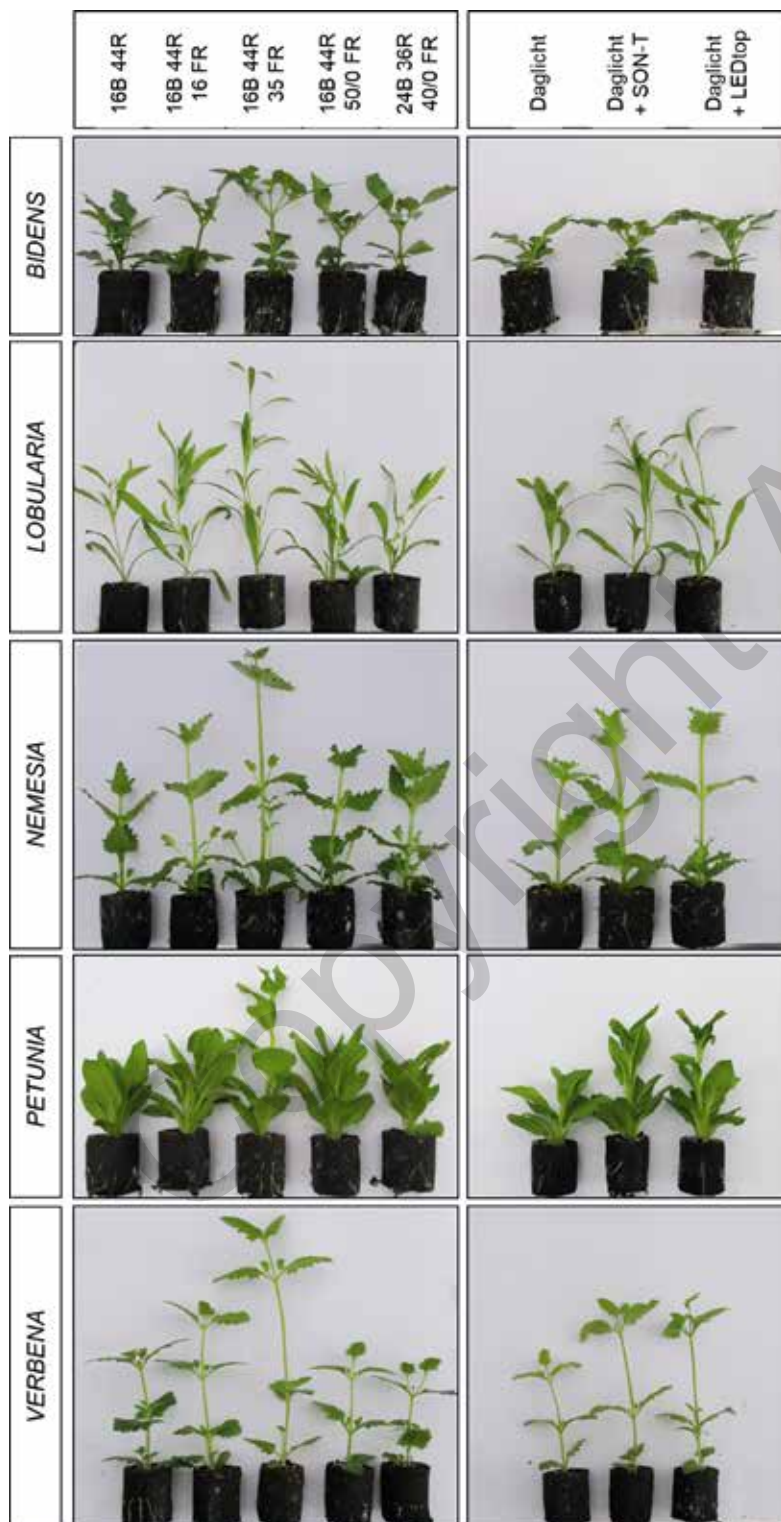 16B 44R
16B 44R
16 FR
16B 44R
35 FR
16B 44R
50/0 FR
24B 36R
40/0 FR
Daglicht
Daglicht
+ SON-T
Daglicht
+ LEDtop
BIDENS
LOBULARIA
NEMESIA
PETUNIA
VERBENA